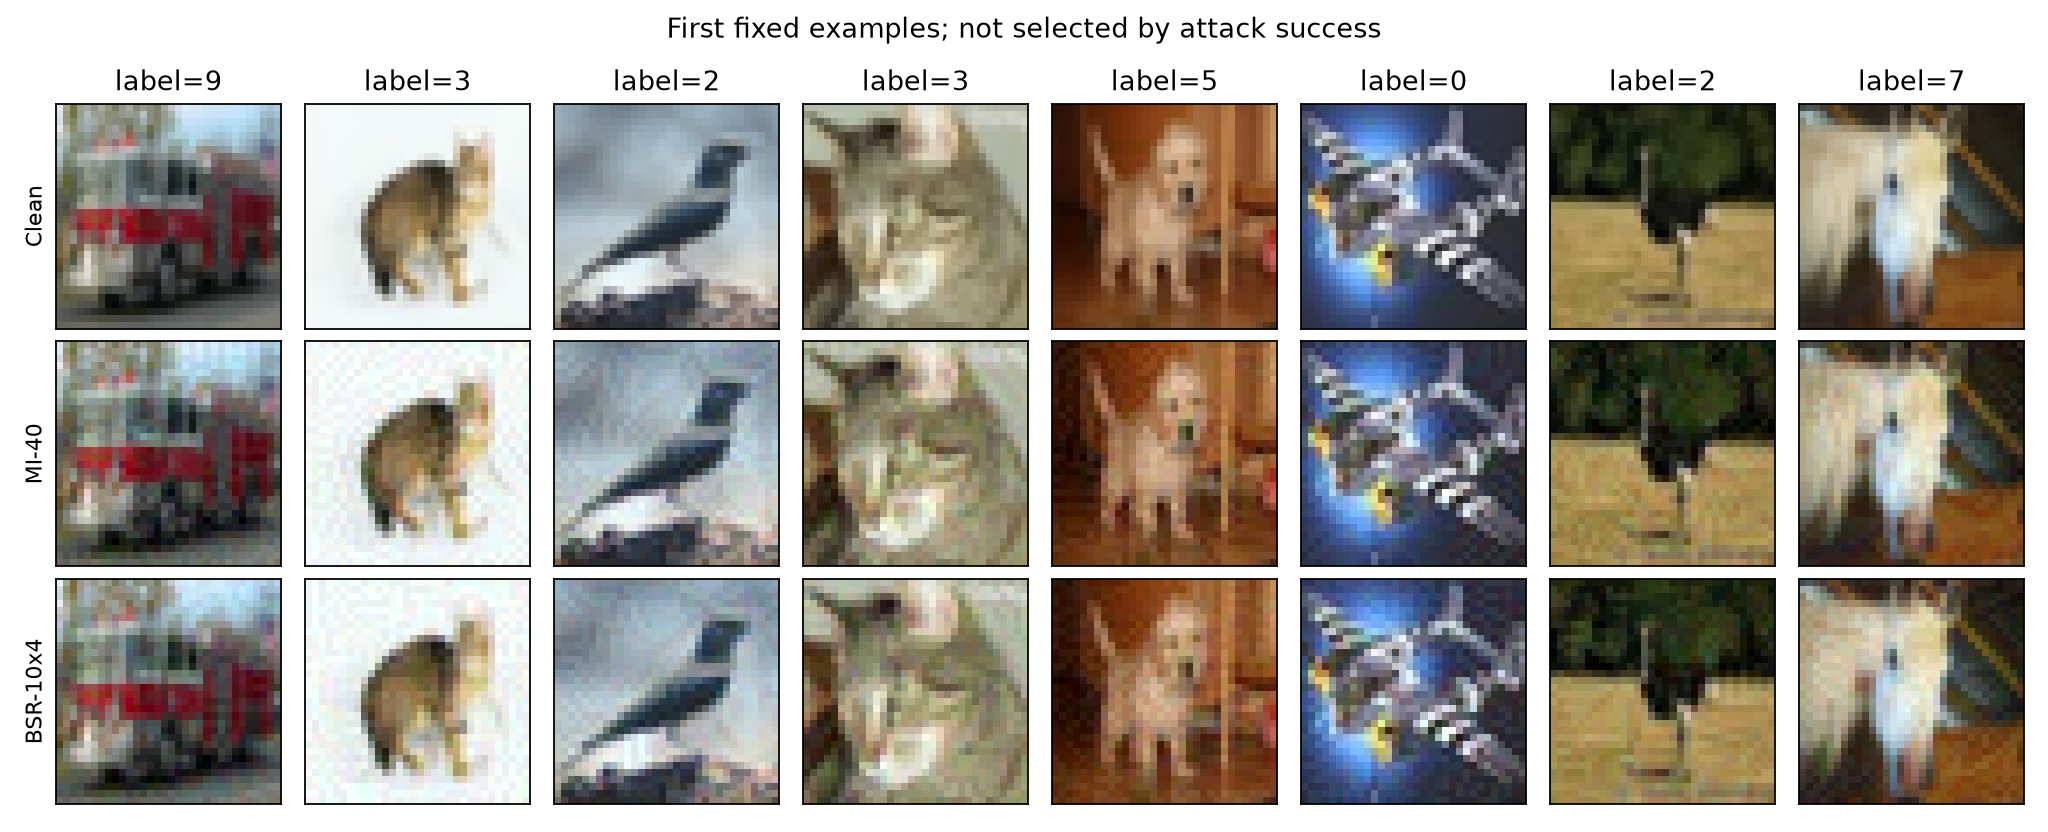 First fixed examples; not selected by attack success
label=9 label=3 label=2 label=3 label=5 label=0 label=2 label=7
Clean
MI-40
BSR-10x4